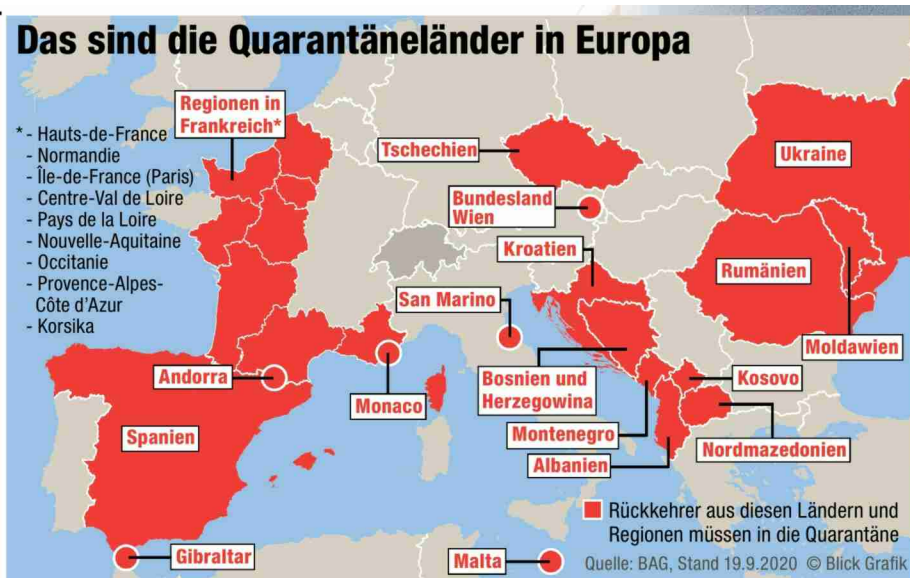 Das sind die Quarantäneländer in Europa
Regionen in
Frankreich*
* - Hauts-de-France
- Normandie
- Île-de-France (Paris)
- Centre-Val de Loire
- Pays de la Loire
- Nouvelle-Aquitaine
- Occitanie
- Provence-Alpes-
Côte d’Azur
- Korsika
Tschechien
Ukraine
Bundesland
Wien
Kroatien
Rumänien
San Marino
Moldawien
Andorra
Monaco
Bosnien und
Herzegowina
Kosovo
Spanien
Montenegro
Nordmazedonien
Albanien
Gibraltar
Malta
Rückkehrer aus diesen Ländern und
Regionen müssen in die Quarantäne
Quelle: BAG, Stand 19.9.2020 © Blick Grafik